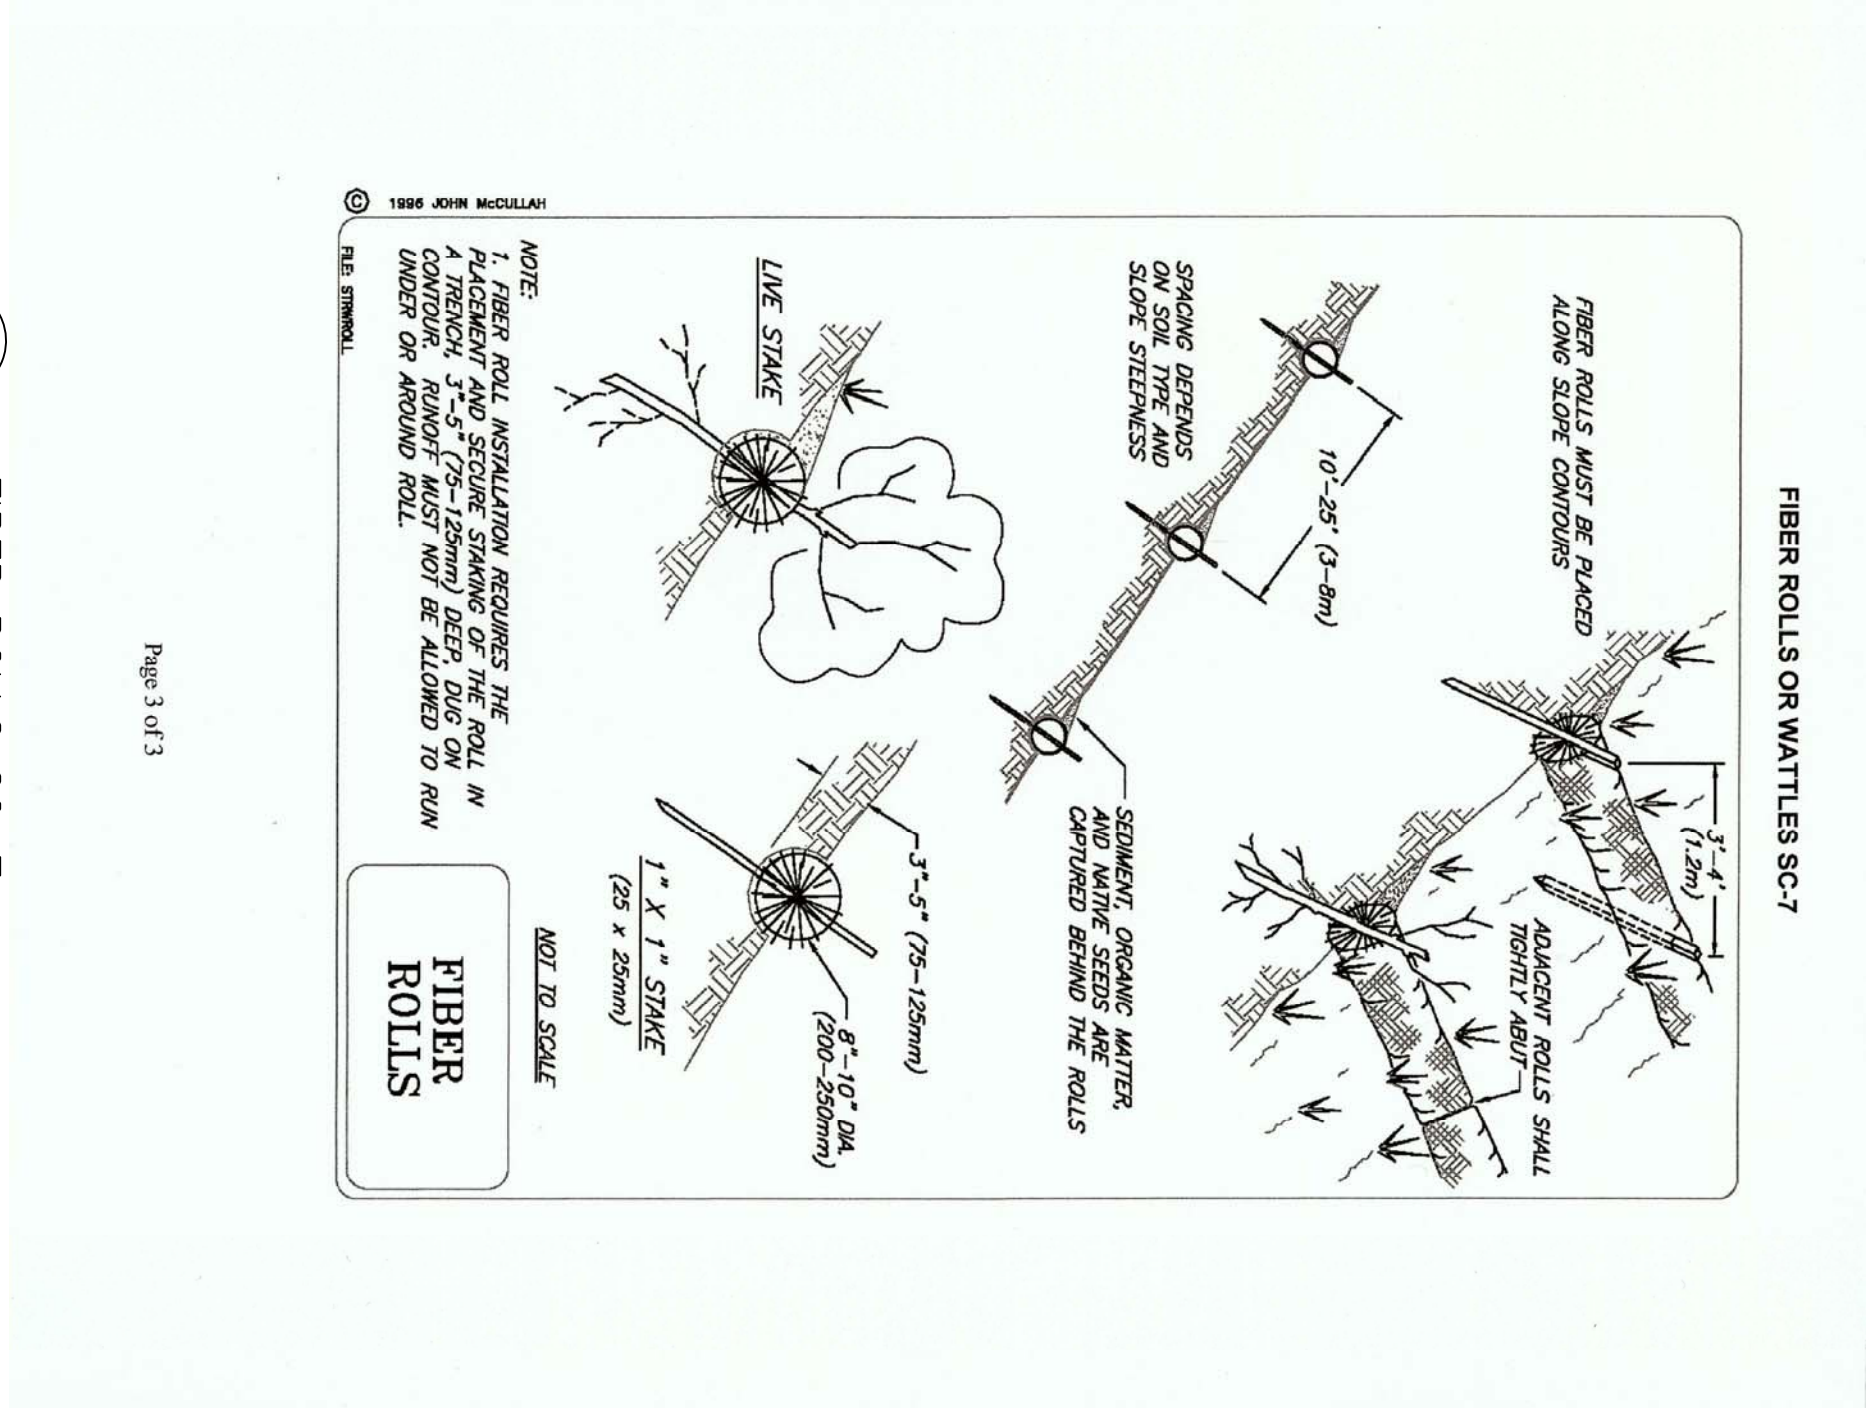 FIBER ROLLS OR WATTLES SC-7
FIBER ROLLS MUST BE PLACED
ALONG SLOPE CONTOURS
3'-4'
(1.2m)
ADJACENT ROLLS SHALL
TIGHTLY ABUT
10'-25' (3-8m)
SPACING DEPENDS
ON SOIL TYPE AND
SLOPE STEEPNESS
SEDIMENT, ORGANIC MATTER,
AND NATIVE SEEDS ARE
CAPTURED BEHIND THE ROLLS
LIVE STAKE
3"-5" (75-125mm)
8"-10" DIA.
(200-250mm)
1" X 1" STAKE
(25 x 25mm)
NOT TO SCALE
NOTE:
1. FIBER ROLL INSTALLATION REQUIRES THE
PLACEMENT AND SECURE STAKING OF THE ROLL IN
A TRENCH, 3"-5" (75-125mm) DEEP, DUG ON
CONTOUR. RUNOFF MUST NOT BE ALLOWED TO RUN
UNDER OR AROUND ROLL.
FIBER
ROLLS
© 1996 JOHN McCULLAH
FILE: STRWROLL
Page 3 of 3